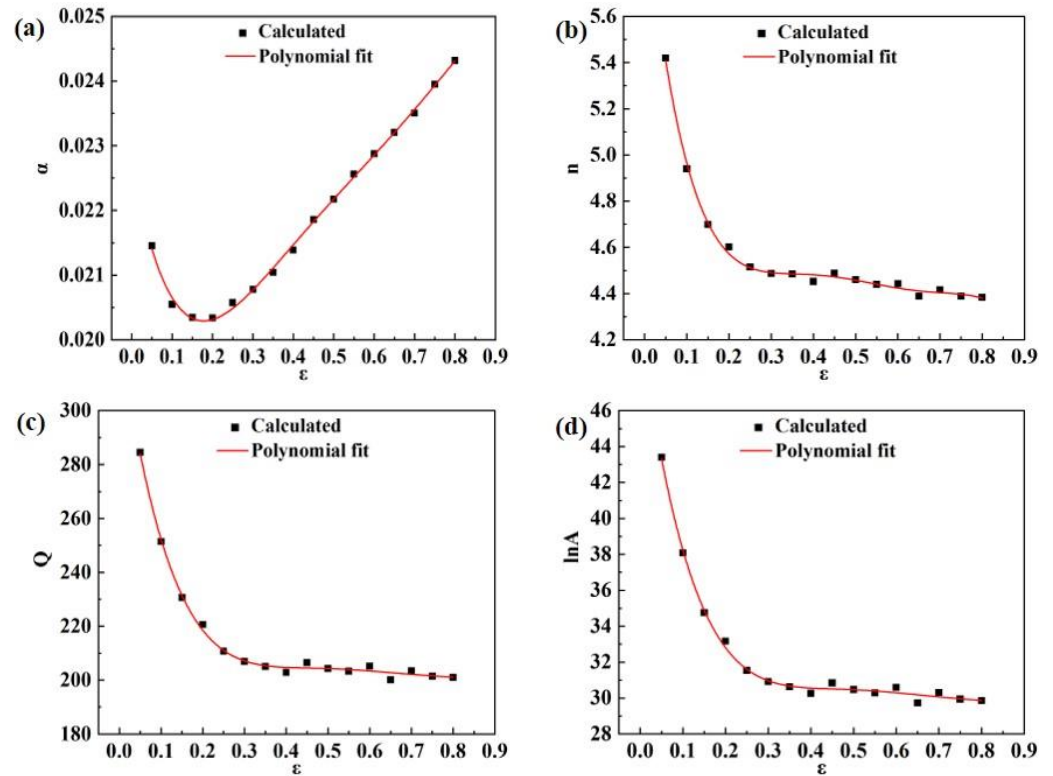 (a)
Calculated
Polynomial fit
0.025
0.024
0.023
0.022
0.021
0.020
α
0.0 0.1 0.2 0.3 0.4 0.5 0.6 0.7 0.8 0.9
ε
(b)
Calculated
Polynomial fit
5.6
5.4
5.2
5.0
4.8
4.6
4.4
4.2
n
0.0 0.1 0.2 0.3 0.4 0.5 0.6 0.7 0.8 0.9
ε
(c)
Calculated
Polynomial fit
300
280
260
240
220
200
180
Q
0.0 0.1 0.2 0.3 0.4 0.5 0.6 0.7 0.8 0.9
ε
(d)
Calculated
Polynomial fit
46
44
42
40
38
36
34
32
30
28
lnA
0.0 0.1 0.2 0.3 0.4 0.5 0.6 0.7 0.8 0.9
ε